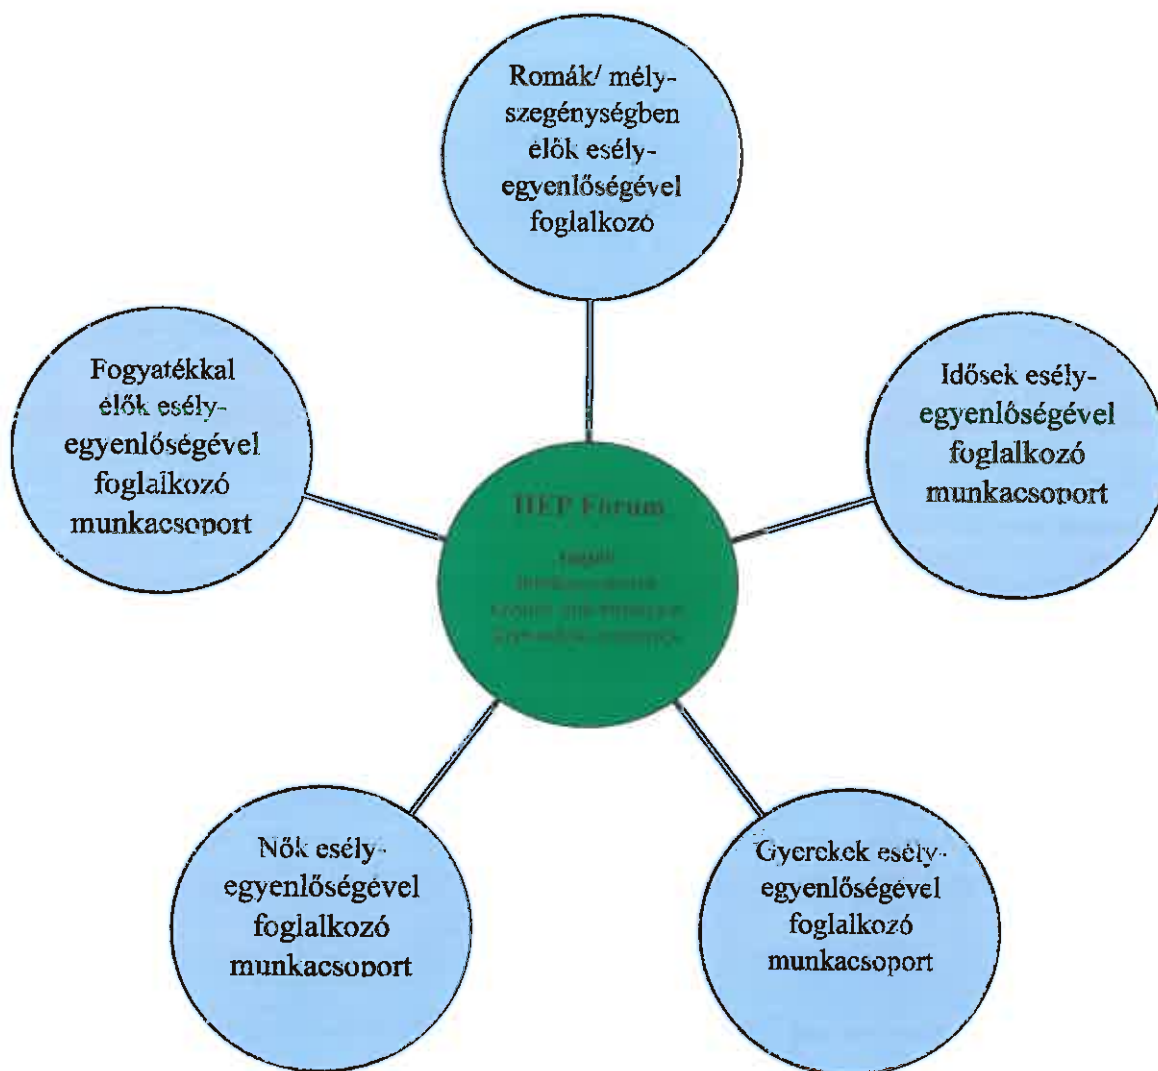 Romák/ mély-
szegénységben
élők esély-
egyenlőségével
foglalkozó
Fogyatékkal
élők esély-
egyenlőségével
foglalkozó
munkacsoport
Idősek esély-
egyenlőségével
foglalkozó
munkacsoport
HEP Fórum
Nők esély-
egyenlőségével
foglalkozó
munkacsoport
Gyerekek esély-
egyenlőségével
foglalkozó
munkacsoport